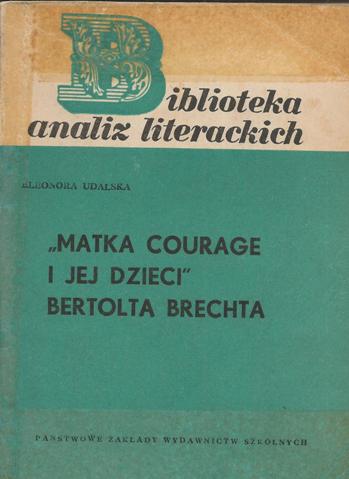 Biblioteka
analiz literackich
ELEONORA UDALSKA
„MATKA COURAGE
I JEJ DZIECI”
BERTOLTA BRECHTA
PAŃSTWOWE ZAKŁADY WYDAWNICTW SZKOLNYCH